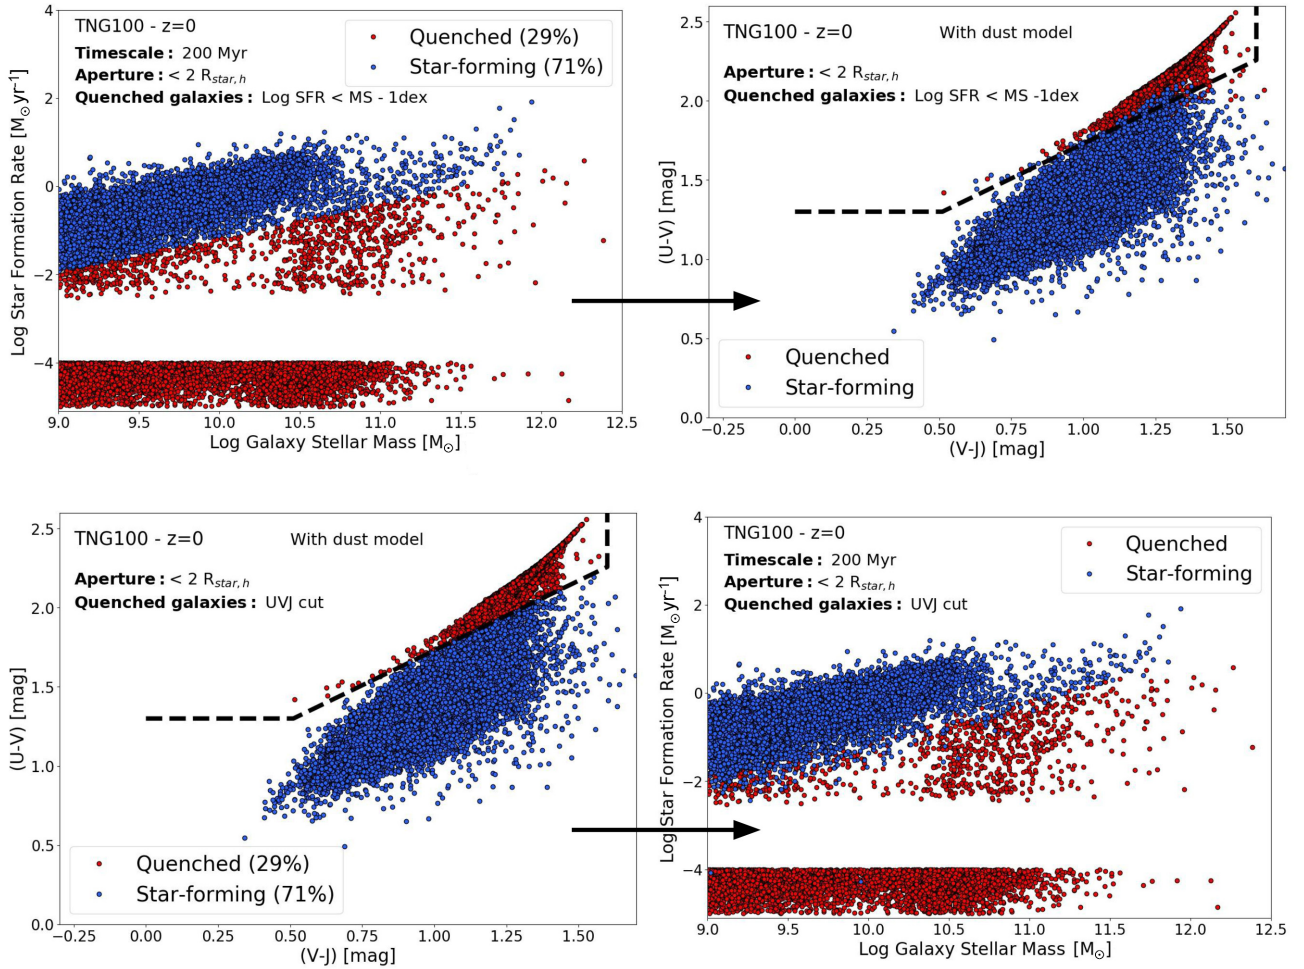 TNG100 - z=0
Timescale: 200 Myr
Aperture: < 2 R_star,h
Quenched galaxies: Log SFR < MS - 1dex
Quenched (29%)
Star-forming (71%)
Log Star Formation Rate [M⊙yr⁻¹]
4
2
0
−2
−4
9.0 9.5 10.0 10.5 11.0 11.5 12.0 12.5
Log Galaxy Stellar Mass [M⊙]
TNG100 - z=0
With dust model
Aperture: < 2 R_star,h
Quenched galaxies: Log SFR < MS -1dex
Quenched
Star-forming
(U-V) [mag]
2.5
2.0
1.5
1.0
0.5
0.0
−0.25 0.00 0.25 0.50 0.75 1.00 1.25 1.50
(V-J) [mag]
TNG100 - z=0
With dust model
Aperture: < 2 R_star,h
Quenched galaxies: UVJ cut
Quenched (29%)
Star-forming (71%)
(U-V) [mag]
2.5
2.0
1.5
1.0
0.5
0.0
−0.25 0.00 0.25 0.50 0.75 1.00 1.25 1.50
(V-J) [mag]
TNG100 - z=0
Timescale: 200 Myr
Aperture: < 2 R_star,h
Quenched galaxies: UVJ cut
Quenched
Star-forming
Log Star Formation Rate [M⊙yr⁻¹]
4
2
0
−2
−4
9.0 9.5 10.0 10.5 11.0 11.5 12.0 12.5
Log Galaxy Stellar Mass [M⊙]